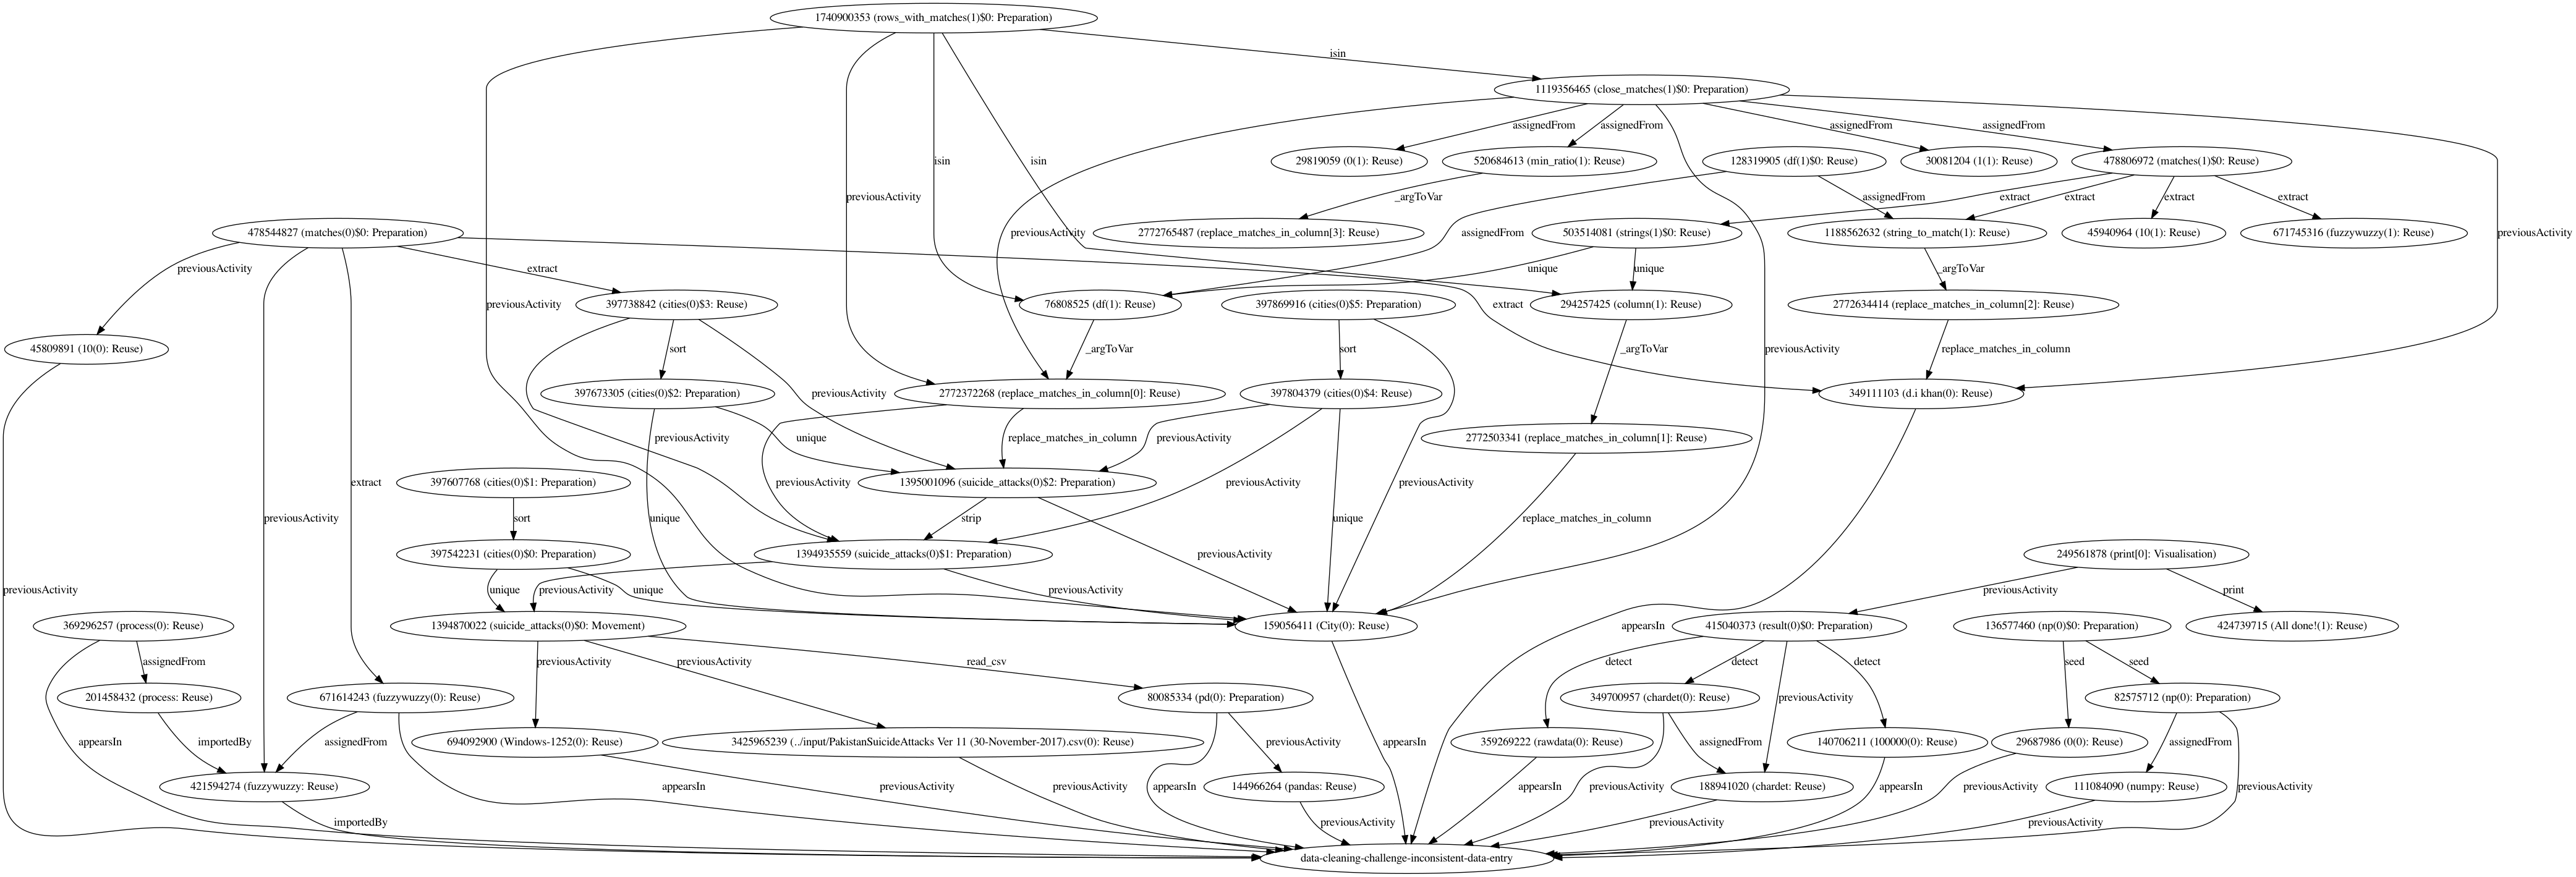 1740900353 (rows_with_matches(1)$0: Preparation)
isin
1119356465 (close_matches(1)$0: Preparation)
assignedFrom
assignedFrom
assignedFrom
assignedFrom
29819059 (0(1): Reuse)
520684613 (min_ratio(1): Reuse)
128319905 (df(1)$0: Reuse)
30081204 (1(1): Reuse)
478806972 (matches(1)$0: Reuse)
isin
isin
previousActivity
_argToVar
assignedFrom
extract
extract
extract
extract
478544827 (matches(0)$0: Preparation)
previousActivity
2772765487 (replace_matches_in_column[3]: Reuse)
assignedFrom
503514081 (strings(1)$0: Reuse)
1188562632 (string_to_match(1): Reuse)
45940964 (10(1): Reuse)
671745316 (fuzzywuzzy(1): Reuse)
previousActivity
previousActivity
extract
unique
unique
_argToVar
previousActivity
397738842 (cities(0)$3: Reuse)
76808525 (df(1): Reuse)
397869916 (cities(0)$5: Preparation)
extract
294257425 (column(1): Reuse)
2772634414 (replace_matches_in_column[2]: Reuse)
45809891 (10(0): Reuse)
sort
_argToVar
sort
_argToVar
previousActivity
replace_matches_in_column
397673305 (cities(0)$2: Preparation)
previousActivity
2772372268 (replace_matches_in_column[0]: Reuse)
397804379 (cities(0)$4: Reuse)
349111103 (d.i khan(0): Reuse)
previousActivity
unique
replace_matches_in_column
previousActivity
2772503341 (replace_matches_in_column[1]: Reuse)
extract
397607768 (cities(0)$1: Preparation)
previousActivity
1395001096 (suicide_attacks(0)$2: Preparation)
previousActivity
previousActivity
previousActivity
sort
unique
strip
unique
replace_matches_in_column
397542231 (cities(0)$0: Preparation)
1394935559 (suicide_attacks(0)$1: Preparation)
previousActivity
249561878 (print[0]: Visualisation)
previousActivity
unique
previousActivity
unique
previousActivity
previousActivity
print
369296257 (process(0): Reuse)
1394870022 (suicide_attacks(0)$0: Movement)
159056411 (City(0): Reuse)
appearsIn
415040373 (result(0)$0: Preparation)
136577460 (np(0)$0: Preparation)
424739715 (All done!(1): Reuse)
assignedFrom
previousActivity
previousActivity
read_csv
detect
detect
detect
seed
seed
201458432 (process: Reuse)
671614243 (fuzzywuzzy(0): Reuse)
80085334 (pd(0): Preparation)
349700957 (chardet(0): Reuse)
previousActivity
82575712 (np(0): Preparation)
appearsIn
importedBy
assignedFrom
694092900 (Windows-1252(0): Reuse)
3425965239 (../input/PakistanSuicideAttacks Ver 11 (30-November-2017).csv(0): Reuse)
previousActivity
appearsIn
359269222 (rawdata(0): Reuse)
assignedFrom
140706211 (100000(0): Reuse)
29687986 (0(0): Reuse)
assignedFrom
421594274 (fuzzywuzzy: Reuse)
appearsIn
previousActivity
previousActivity
appearsIn
144966264 (pandas: Reuse)
appearsIn
previousActivity
188941020 (chardet: Reuse)
appearsIn
previousActivity
111084090 (numpy: Reuse)
previousActivity
importedBy
previousActivity
previousActivity
previousActivity
data-cleaning-challenge-inconsistent-data-entry